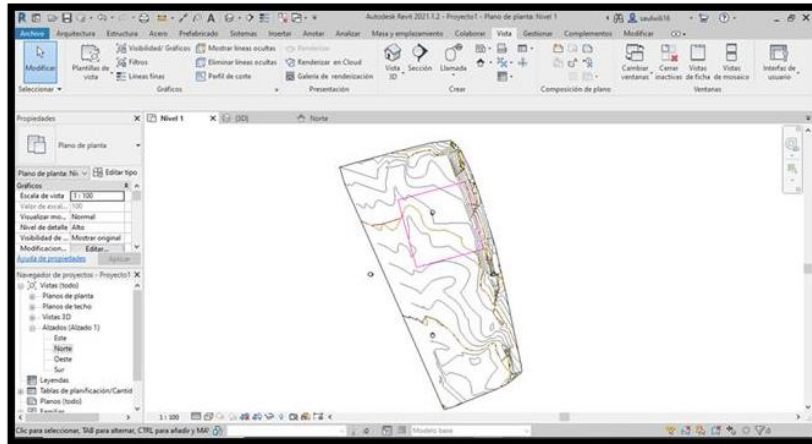 Autodesk Revit 2021.1.2 - Proyecto1 - Plano de planta: Nivel 1
saulwib16
Archivo Arquitectura Estructura Acero Prefabricado Sistemas Insertar Anotar Analizar Masa y emplazamiento Colaborar Vista Gestionar Complementos Modificar
Modificar
Plantillas de vista
Visibilidad/ Gráficos
Filtros
Líneas finas
Mostrar líneas ocultas
Eliminar líneas ocultas
Perfil de corte
Renderizar
Renderizar en Cloud
Galería de renderización
Vista 3D
Sección
Llamada
Cambiar ventanas
Cerrar inactivas
Vistas de ficha
Vistas de mosaico
Interfaz de usuario
Seleccionar Gráficos Presentación Crear Composición de plano Ventanas
Propiedades
Nivel 1
{3D}
Norte
Plano de planta
Plano de planta: Niv Editar tipo
Gráficos
Escala de vista 1 : 100
Valor de escal... 100
Visualizar mo... Normal
Nivel de detalle Alto
Visibilidad de ... Mostrar original
Modificacion... Editar...
Ayuda de propiedades Aplicar
Navegador de proyectos - Proyecto1
Vistas (todo)
Planos de planta
Planos de techo
Vistas 3D
Alzados (Alzado 1)
Este
Norte
Oeste
Sur
Leyendas
Tablas de planificación/Cantid
Planos (todo)
Familias
1 : 100
Clic para seleccionar, TAB para alternar, CTRL para añadir y MAY
Modelo base